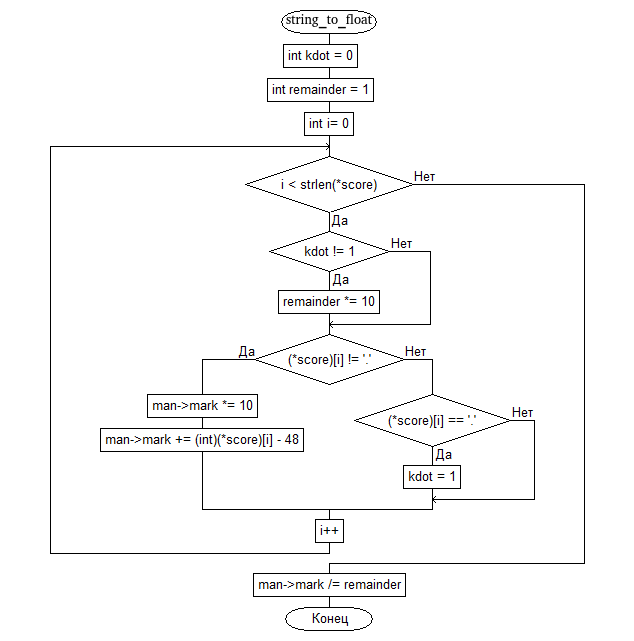 string_to_float
int kdot = 0
int remainder = 1
int i= 0
i < strlen(*score)
Нет
Да
kdot != 1
Нет
Да
remainder *= 10
Да
(*score)[i] != '.'
Нет
man->mark *= 10
(*score)[i] == '.'
Нет
man->mark += (int)(*score)[i] - 48
Да
kdot = 1
i++
man->mark /= remainder
Конец